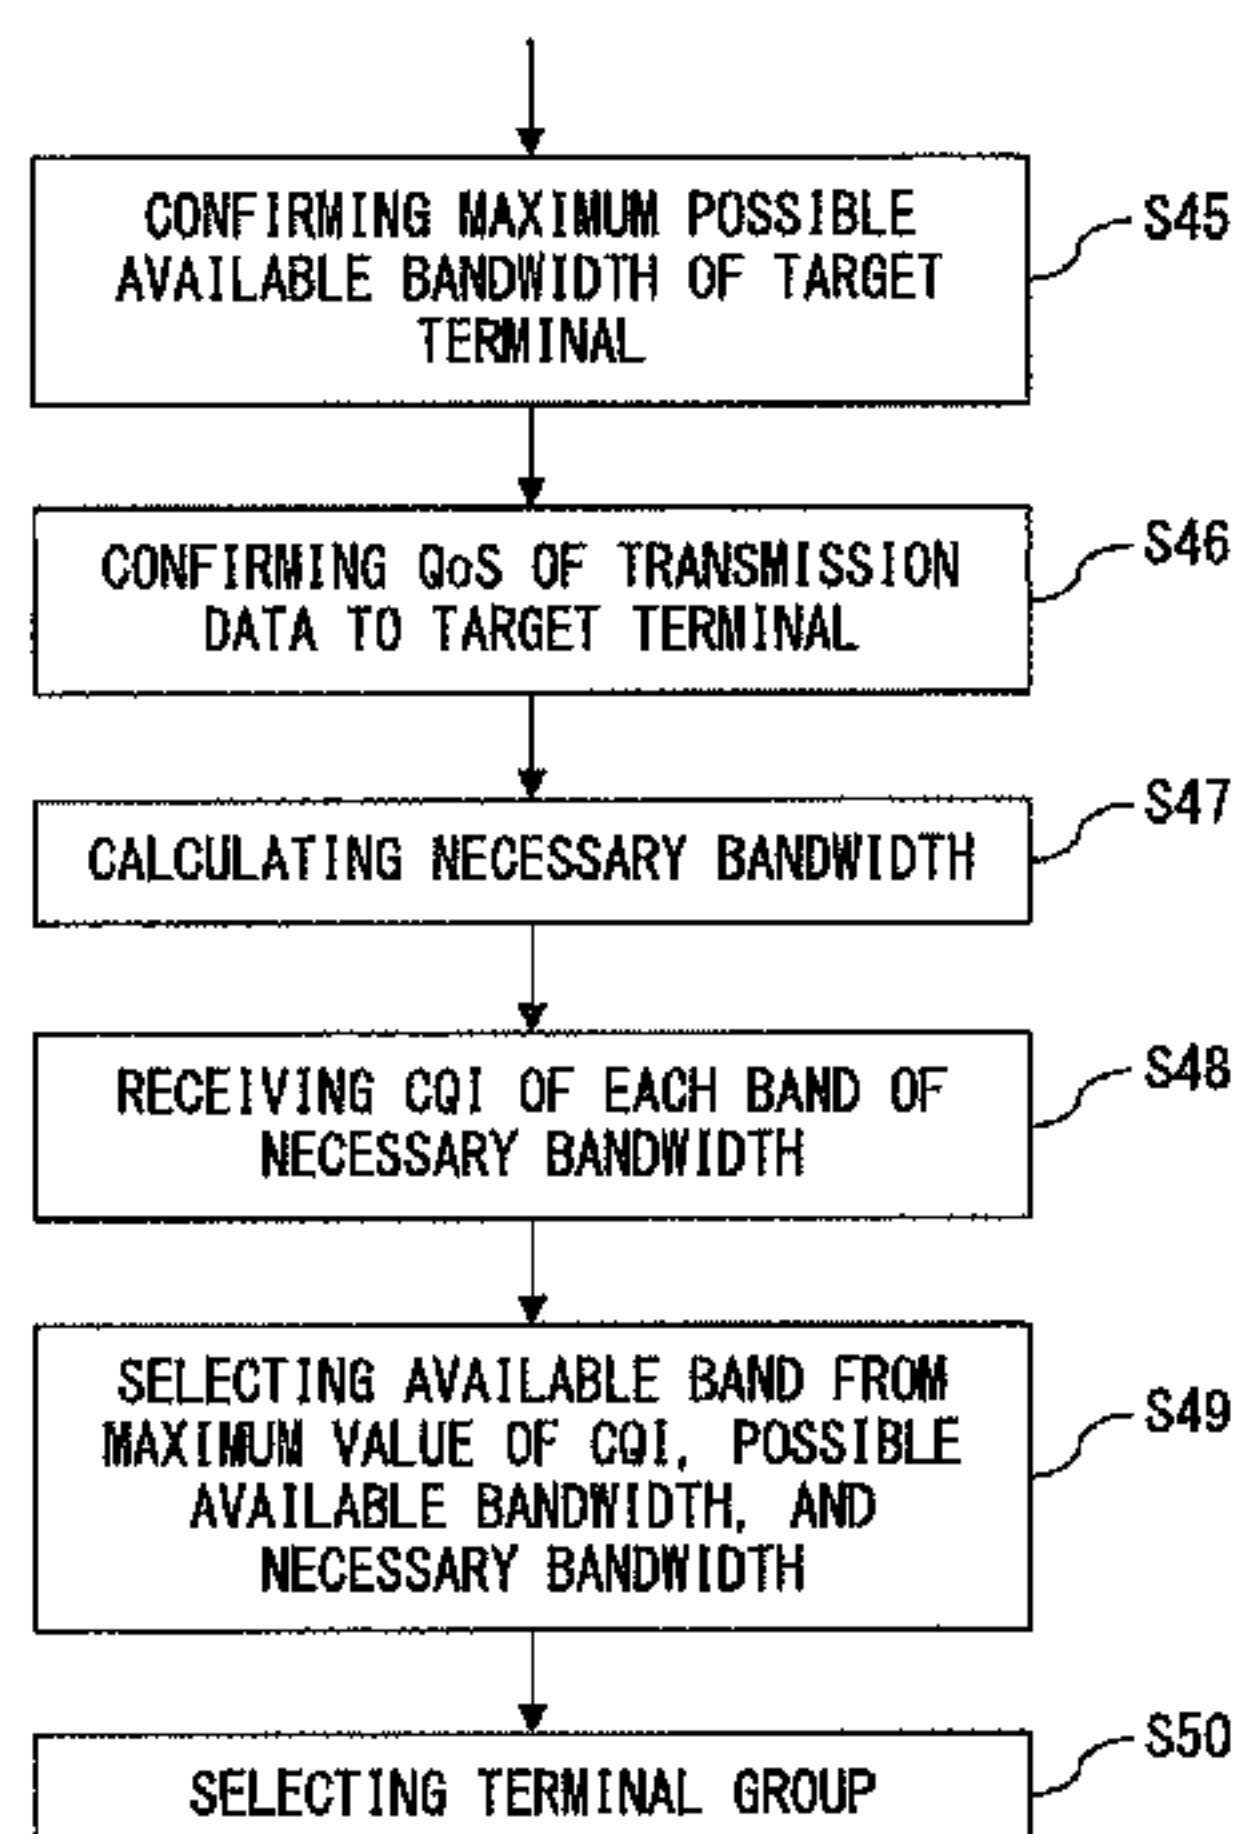 CONFIRMING MAXIMUM POSSIBLE
AVAILABLE BANDWIDTH OF TARGET
TERMINAL
S45
CONFIRMING QoS OF TRANSMISSION
DATA TO TARGET TERMINAL
S46
CALCULATING NECESSARY BANDWIDTH
S47
RECEIVING CQI OF EACH BAND OF
NECESSARY BANDWIDTH
S48
SELECTING AVAILABLE BAND FROM
MAXIMUM VALUE OF CQI, POSSIBLE
AVAILABLE BANDWIDTH, AND
NECESSARY BANDWIDTH
S49
SELECTING TERMINAL GROUP
S50